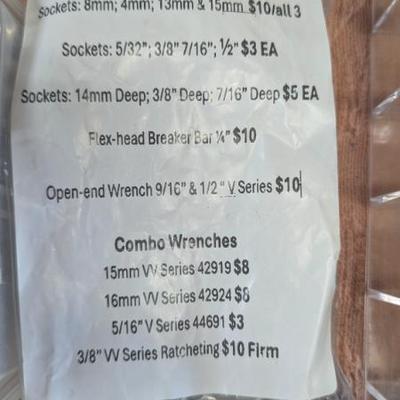 Sockets: 8mm; 4mm; 13mm & 15mm $10/all 3
Sockets: 5/32"; 3/8" 7/16"; ½" $3 EA
Sockets: 14mm Deep; 3/8" Deep; 7/16" Deep $5 EA
Flex-head Breaker Bar ¼" $10
Open-end Wrench 9/16" & 1/2" V Series $10
Combo Wrenches
15mm VV Series 42919 $8
16mm VV Series 42924 $8
5/16" V Series 44691 $3
3/8" VV Series Ratcheting $10 Firm